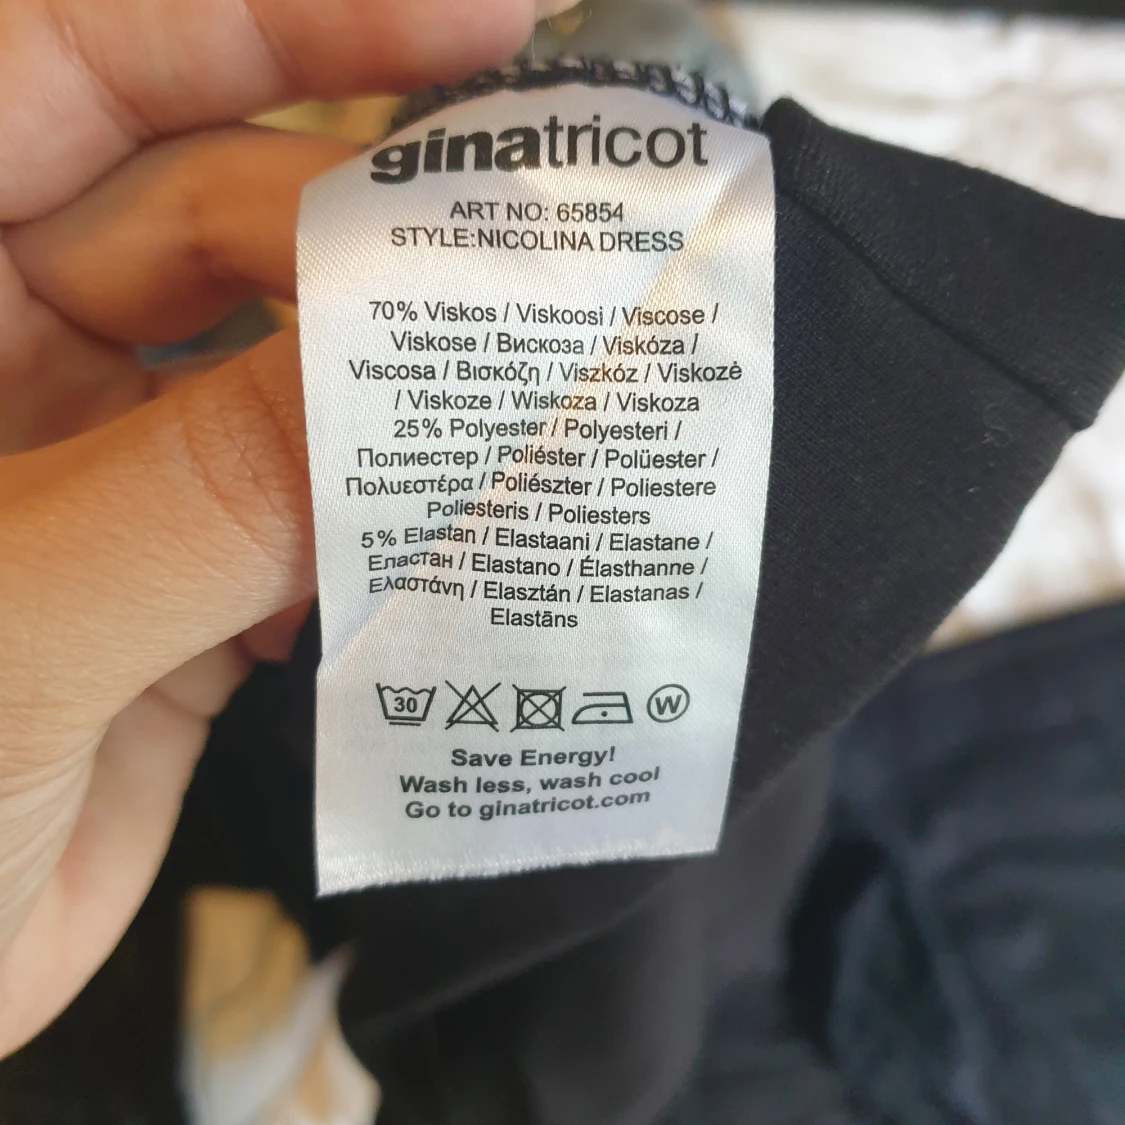 ginatricot
ART NO: 65854
STYLE:NICOLINA DRESS
70% Viskos / Viskoosi / Viscose /
Viskose / Вискоза / Viskóza /
Viscosa / Βισκόζη / Viszkóz / Viskozė
/ Viskoze / Wiskoza / Viskoza
25% Polyester / Polyesteri /
Полиестер / Poliéster / Polüester /
Πολυεστέρα / Poliészter / Poliestere
Poliesteris / Poliesters
5% Elastan / Elastaani / Elastane /
Еластан / Elastano / Élasthanne /
Ελαστάνη / Elasztán / Elastanas /
Elastāns
30 W
Save Energy!
Wash less, wash cool
Go to ginatricot.com